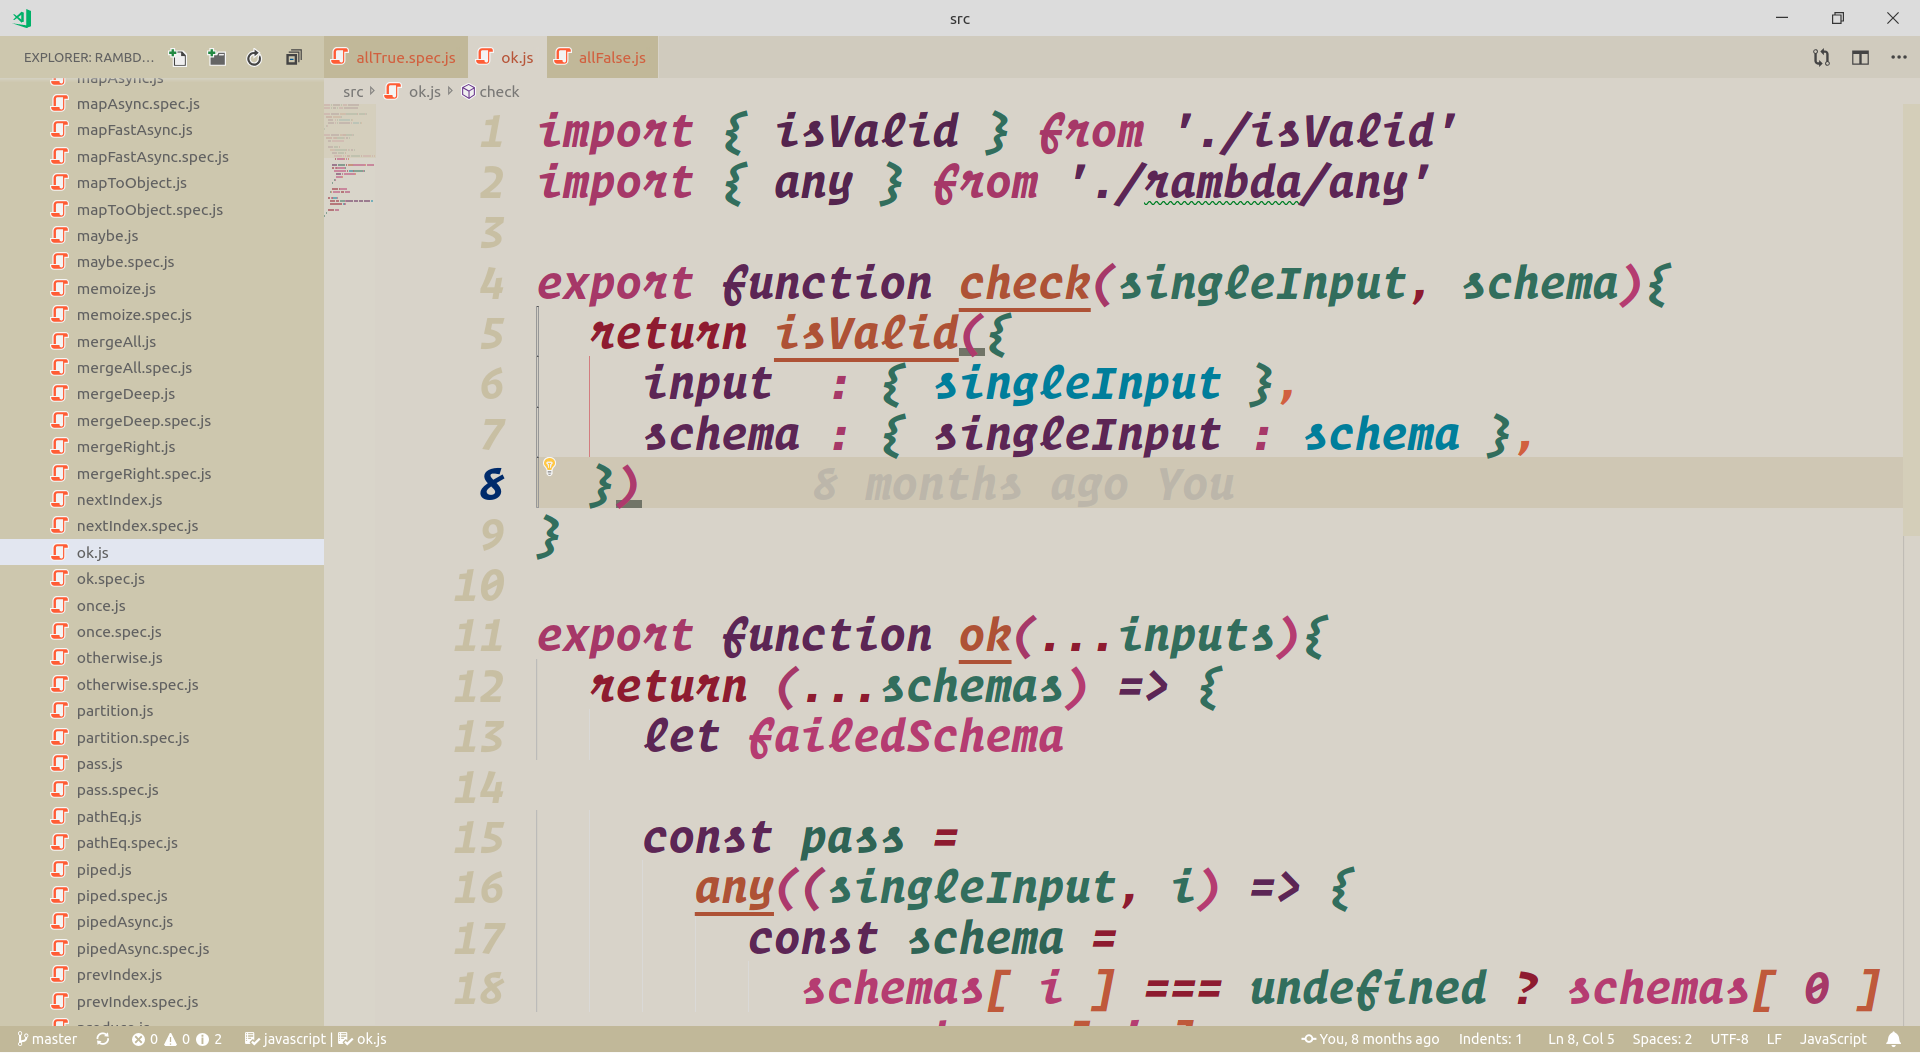 src
EXPLORER: RAMBD...
allTrue.spec.js
ok.js
allFalse.js
src
ok.js
check
mapAsync.js
mapAsync.spec.js
mapFastAsync.js
mapFastAsync.spec.js
mapToObject.js
mapToObject.spec.js
maybe.js
maybe.spec.js
memoize.js
memoize.spec.js
mergeAll.js
mergeAll.spec.js
mergeDeep.js
mergeDeep.spec.js
mergeRight.js
mergeRight.spec.js
nextIndex.js
nextIndex.spec.js
ok.js
ok.spec.js
once.js
once.spec.js
otherwise.js
otherwise.spec.js
partition.js
partition.spec.js
pass.js
pass.spec.js
pathEq.js
pathEq.spec.js
piped.js
piped.spec.js
pipedAsync.js
pipedAsync.spec.js
prevIndex.js
prevIndex.spec.js
1 import { isValid } from './isValid'
2 import { any } from './rambda/any'
3
4 export function check(singleInput, schema){
5 return isValid({
6 input : { singleInput },
7 schema : { singleInput : schema },
8 }) 8 months ago You
9 }
10
11 export function ok(...inputs){
12 return (...schemas) => {
13 let failedSchema
14
15 const pass =
16 any((singleInput, i) => {
17 const schema =
18 schemas[ i ] === undefined ? schemas[ 0 ]
master 0 0 2 javascript | ok.js You, 8 months ago Indents: 1 Ln 8, Col 5 Spaces: 2 UTF-8 LF JavaScript